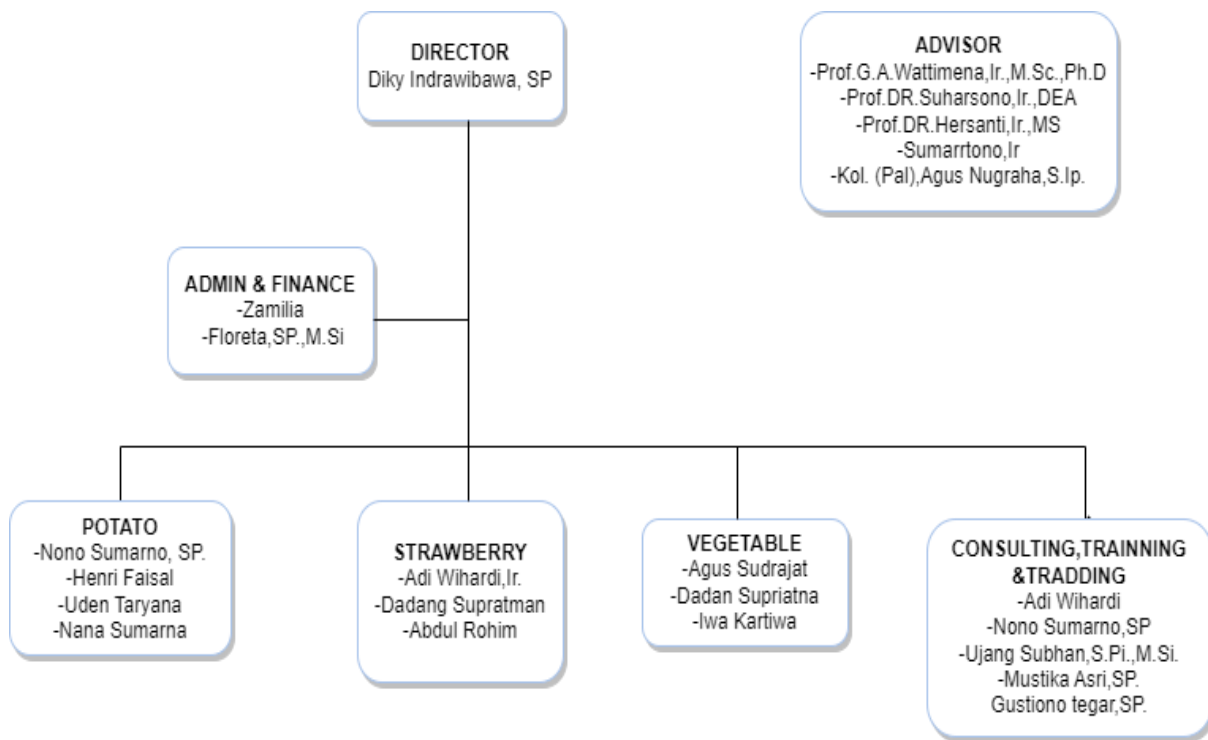 DIRECTOR
Diky Indrawibawa, SP
ADVISOR
-Prof.G.A.Wattimena,Ir.,M.Sc.,Ph.D
-Prof.DR.Suharsono,Ir.,DEA
-Prof.DR.Hersanti,Ir.,MS
-Sumarrtono,Ir
-Kol. (Pal),Agus Nugraha,S.Ip.
ADMIN & FINANCE
-Zamilia
-Floreta,SP.,M.Si
POTATO
-Nono Sumarno, SP.
-Henri Faisal
-Uden Taryana
-Nana Sumarna
STRAWBERRY
-Adi Wihardi,Ir.
-Dadang Supratman
-Abdul Rohim
VEGETABLE
-Agus Sudrajat
-Dadan Supriatna
-Iwa Kartiwa
CONSULTING,TRAINNING
&TRADDING
-Adi Wihardi
-Nono Sumarno,SP
-Ujang Subhan,S.Pi.,M.Si.
-Mustika Asri,SP.
Gustiono tegar,SP.